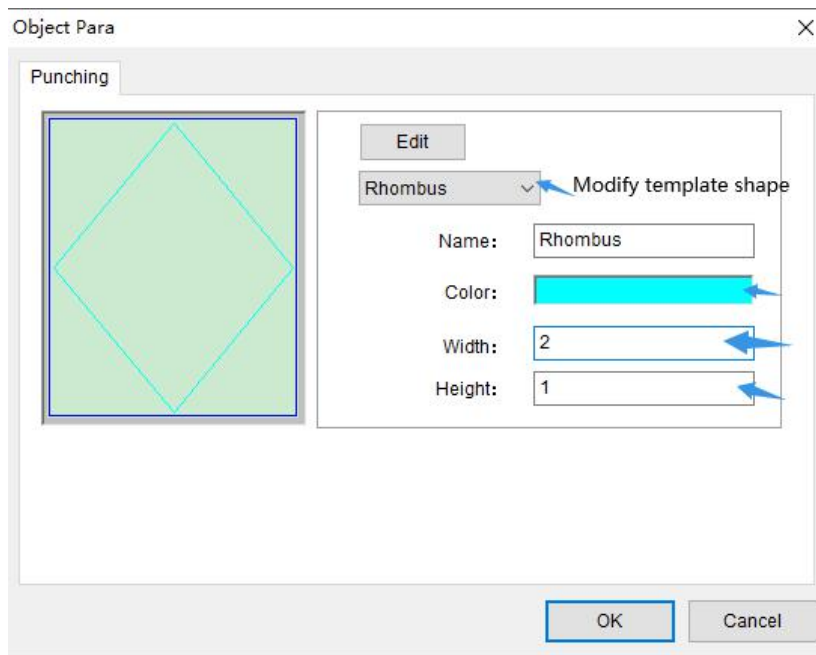 Object Para
Punching
Edit
Rhombus
Modify template shape
Name: Rhombus
Color:
Width: 2
Height: 1
OK
Cancel